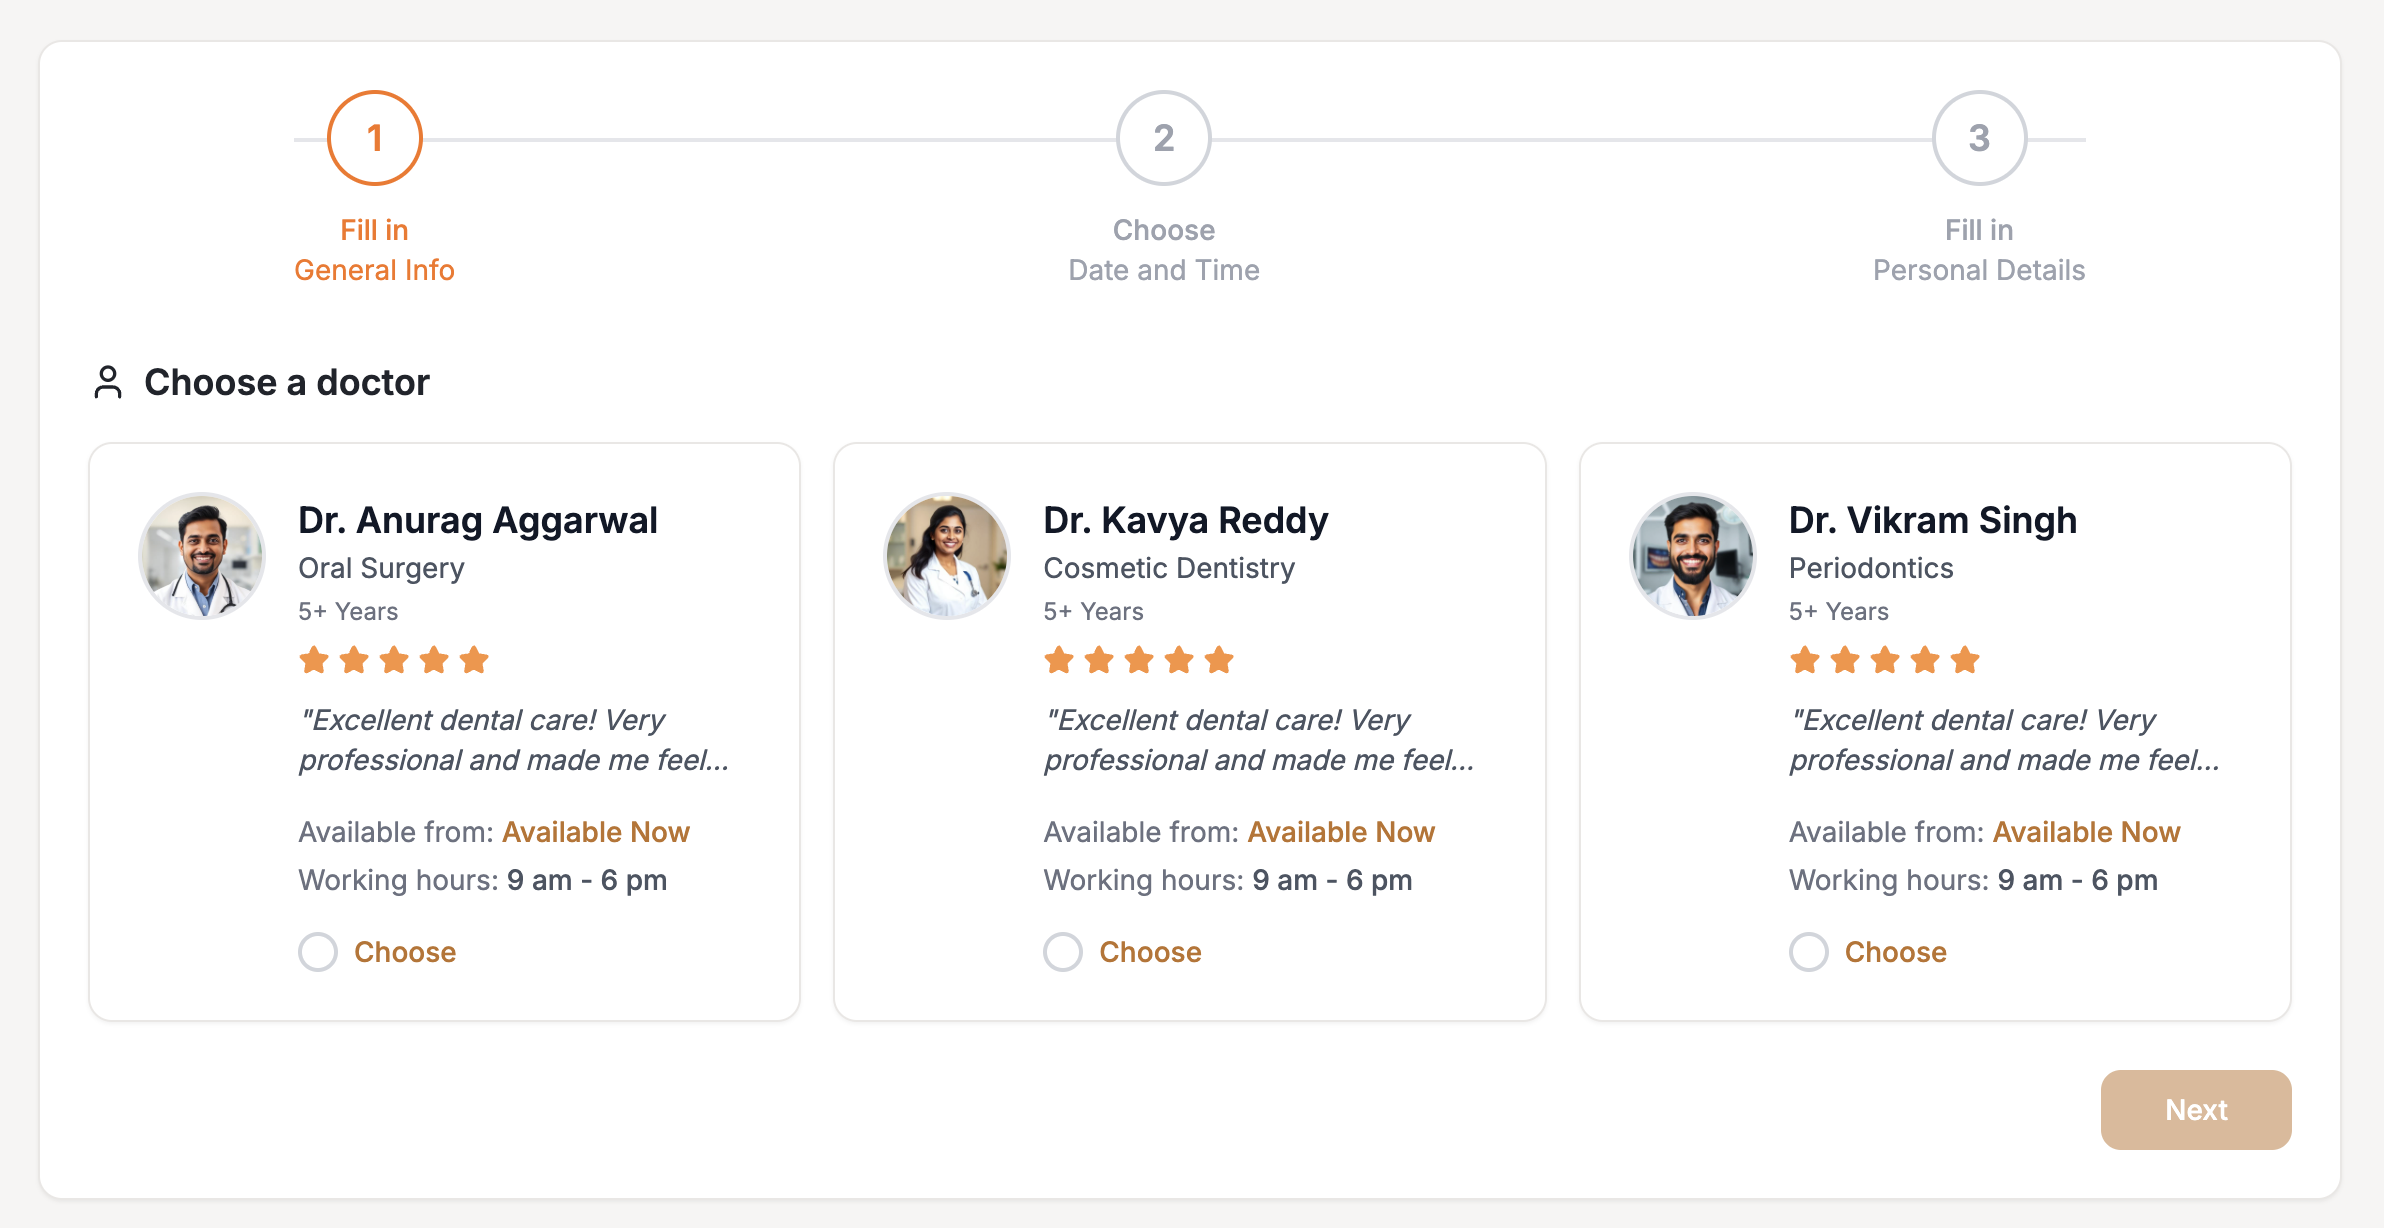 1
2
3
Fill in
General Info
Choose
Date and Time
Fill in
Personal Details
Choose a doctor
Dr. Anurag Aggarwal
Oral Surgery
5+ Years
"Excellent dental care! Very
professional and made me feel...
Available from: Available Now
Working hours: 9 am - 6 pm
Choose
Dr. Kavya Reddy
Cosmetic Dentistry
5+ Years
"Excellent dental care! Very
professional and made me feel...
Available from: Available Now
Working hours: 9 am - 6 pm
Choose
Dr. Vikram Singh
Periodontics
5+ Years
"Excellent dental care! Very
professional and made me feel...
Available from: Available Now
Working hours: 9 am - 6 pm
Choose
Next